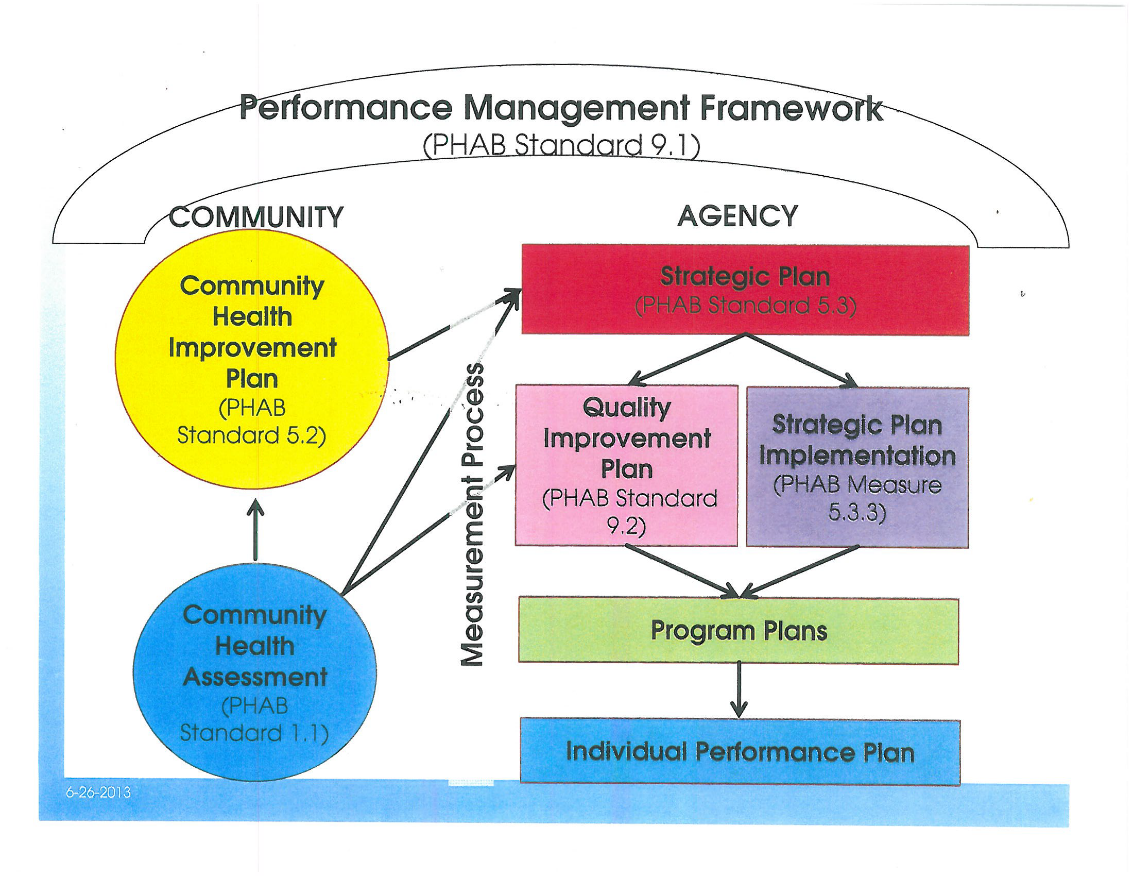 Performance Management Framework
(PHAB Standard 9.1)
COMMUNITY
AGENCY
Community
Health
Improvement
Plan
(PHAB
Standard 5.2)
Community
Health
Assessment
(PHAB
Standard 1.1)
Measurement Process
Strategic Plan
(PHAB Standard 5.3)
Quality
Improvement
Plan
(PHAB Standard
9.2)
Strategic Plan
Implementation
(PHAB Measure
5.3.3)
Program Plans
Individual Performance Plan
6-26-2013